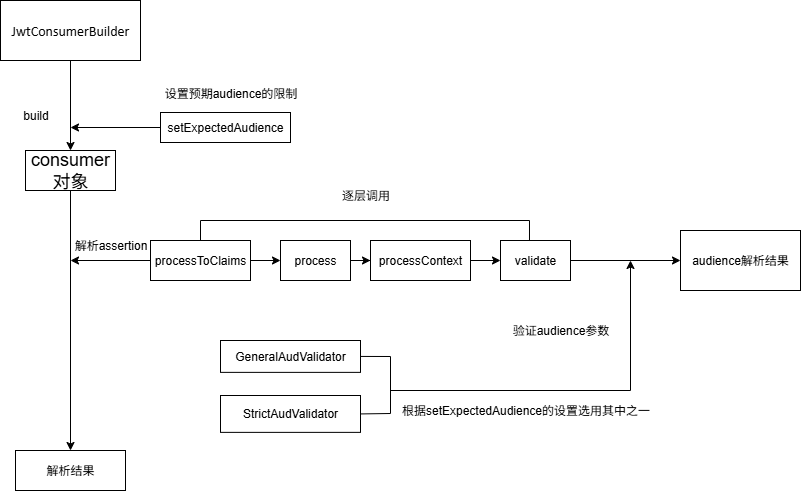 JwtConsumerBuilder
设置预期audience的限制
build
setExpectedAudience
consumer
对象
逐层调用
解析assertion
processToClaims
process
processContext
validate
audience解析结果
验证audience参数
GeneralAudValidator
StrictAudValidator
根据setExpectedAudience的设置选用其中之一
解析结果